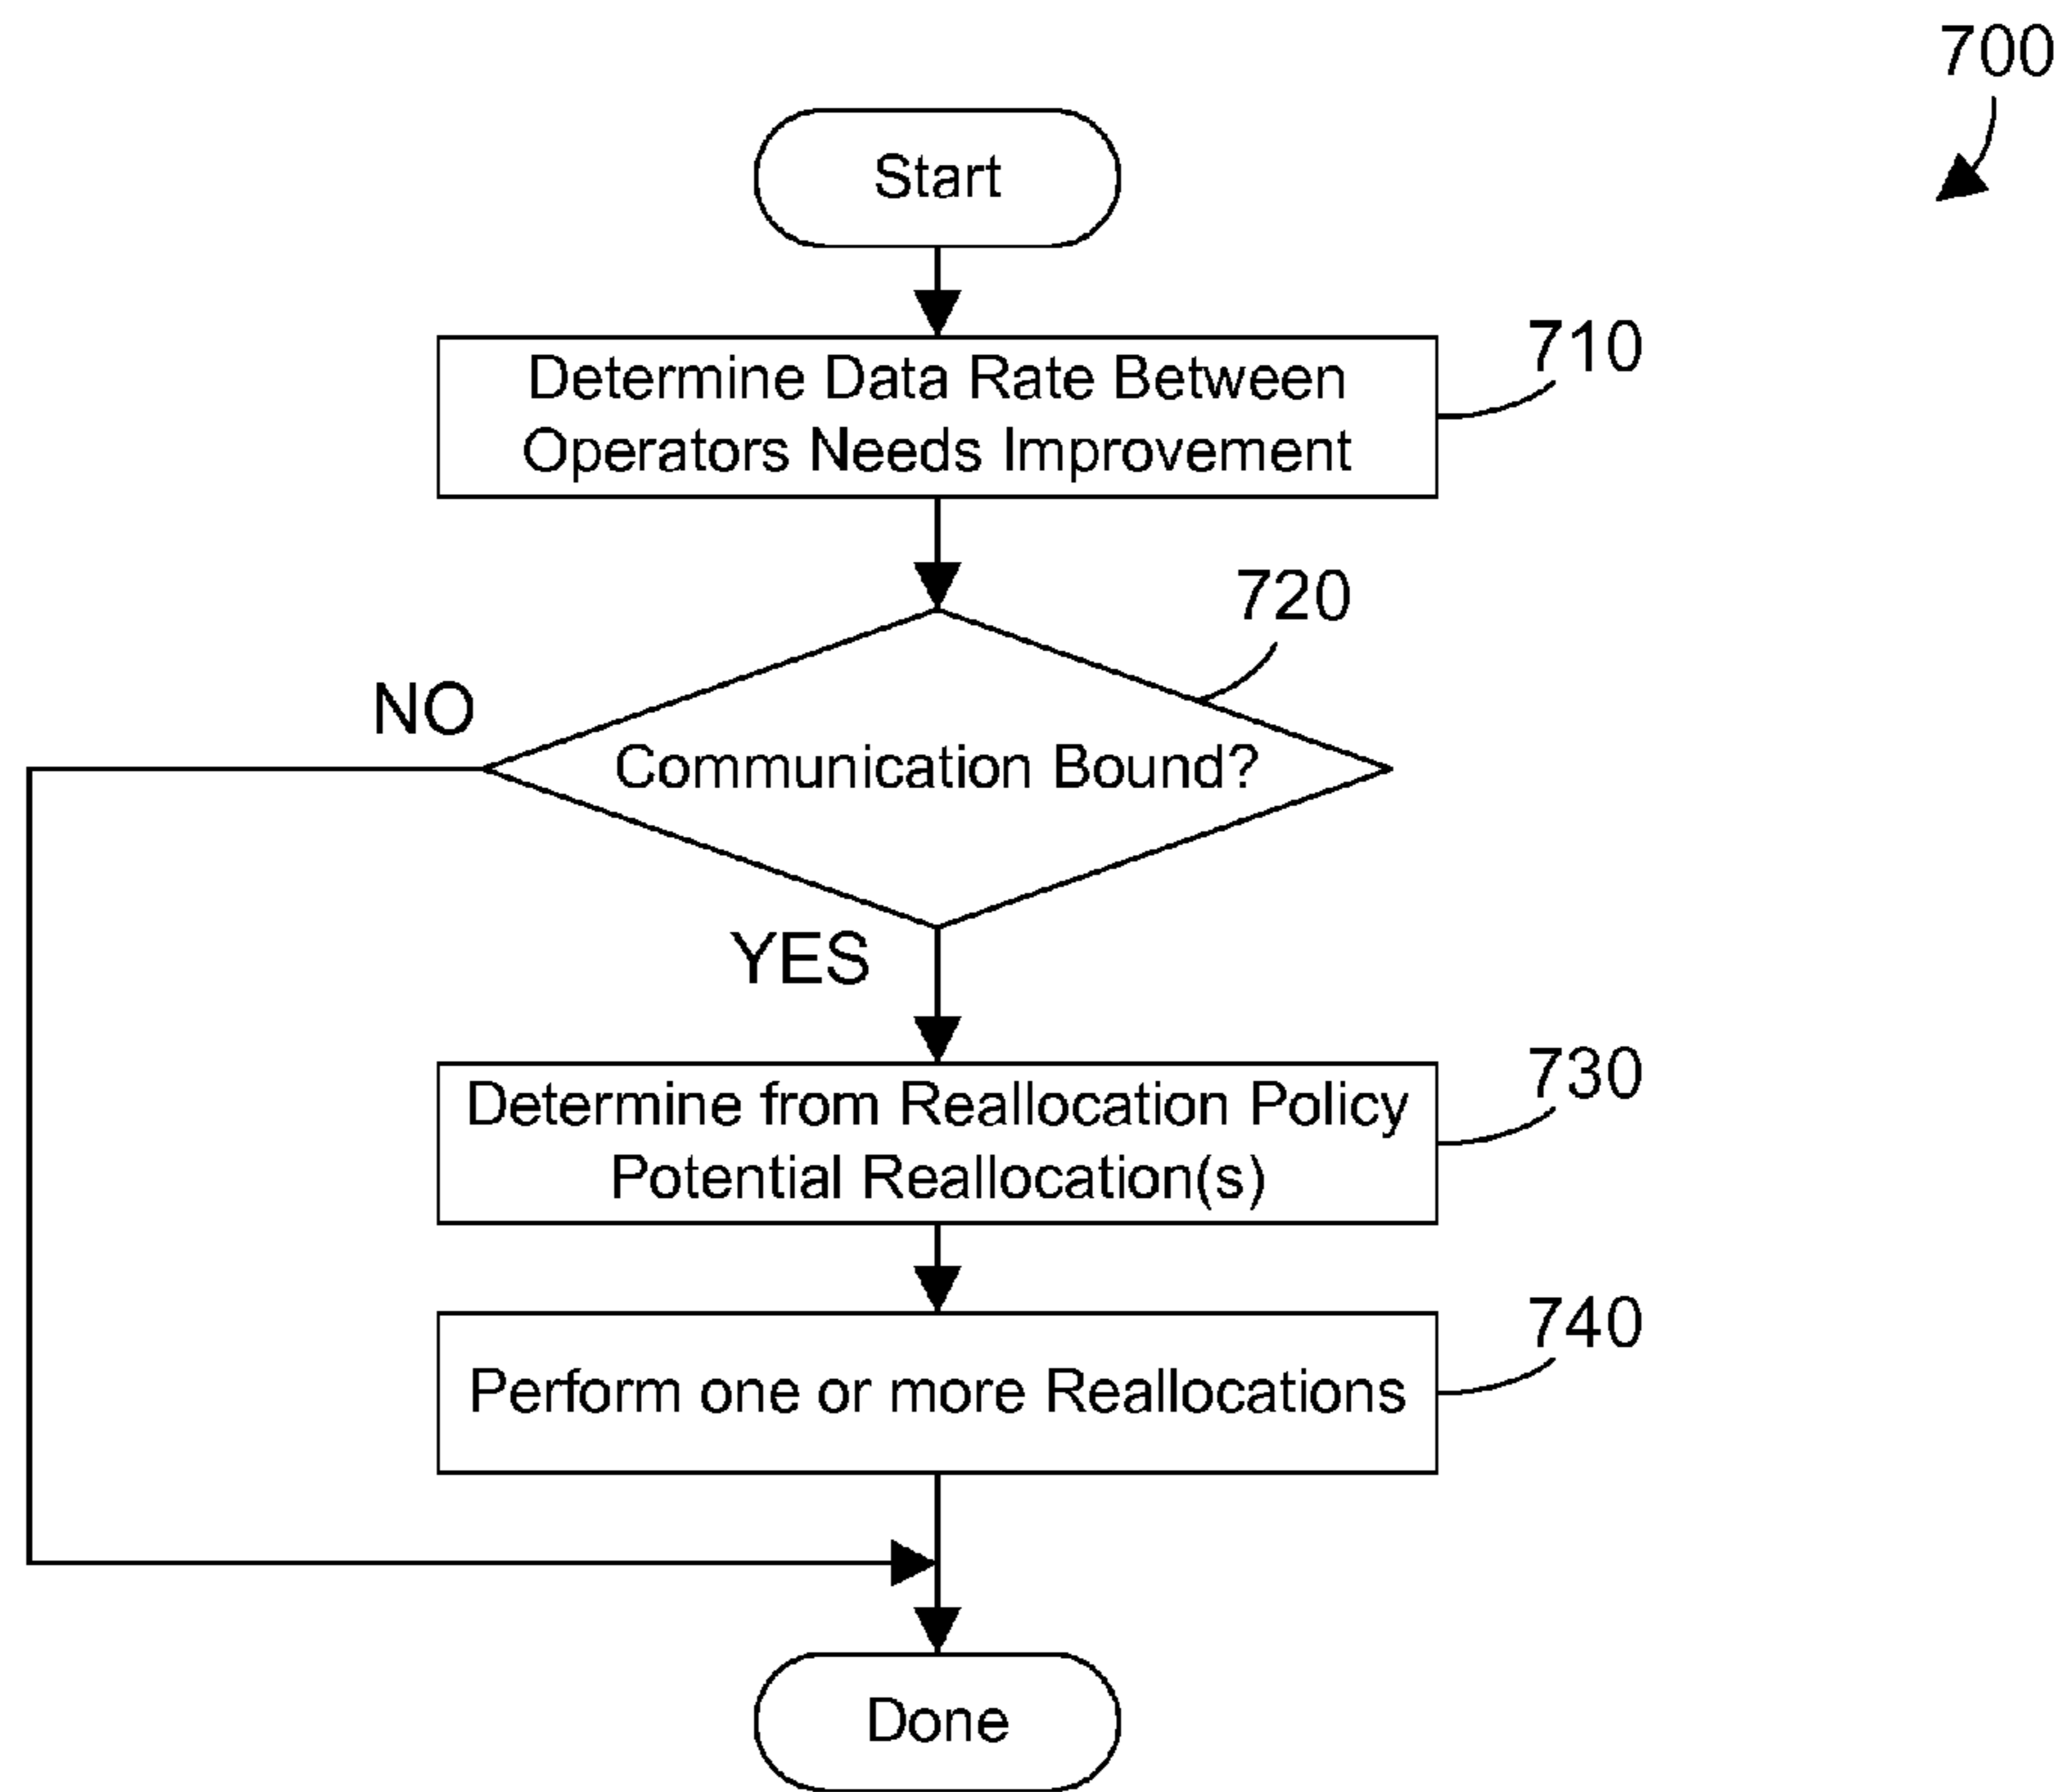 700
Start
Determine Data Rate Between
Operators Needs Improvement
710
720
NO
Communication Bound?
YES
Determine from Reallocation Policy
Potential Reallocation(s)
730
740
Perform one or more Reallocations
Done